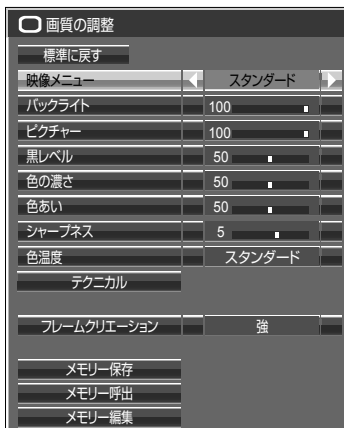 画質の調整
標準に戻す
映像メニュー スタンダード
バックライト 100
ピクチャー 100
黒レベル 50
色の濃さ 50
色あい 50
シャープネス 5
色温度 スタンダード
テクニカル
フレームクリエーション 強
メモリー保存
メモリー呼出
メモリー編集